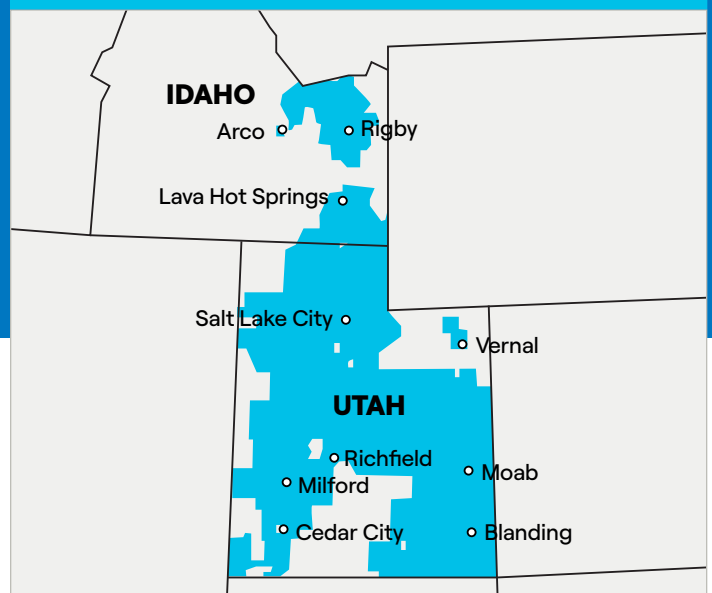 IDAHO
Arco
Rigby
Lava Hot Springs
Salt Lake City
Vernal
UTAH
Richfield
Moab
Milford
Cedar City
Blanding